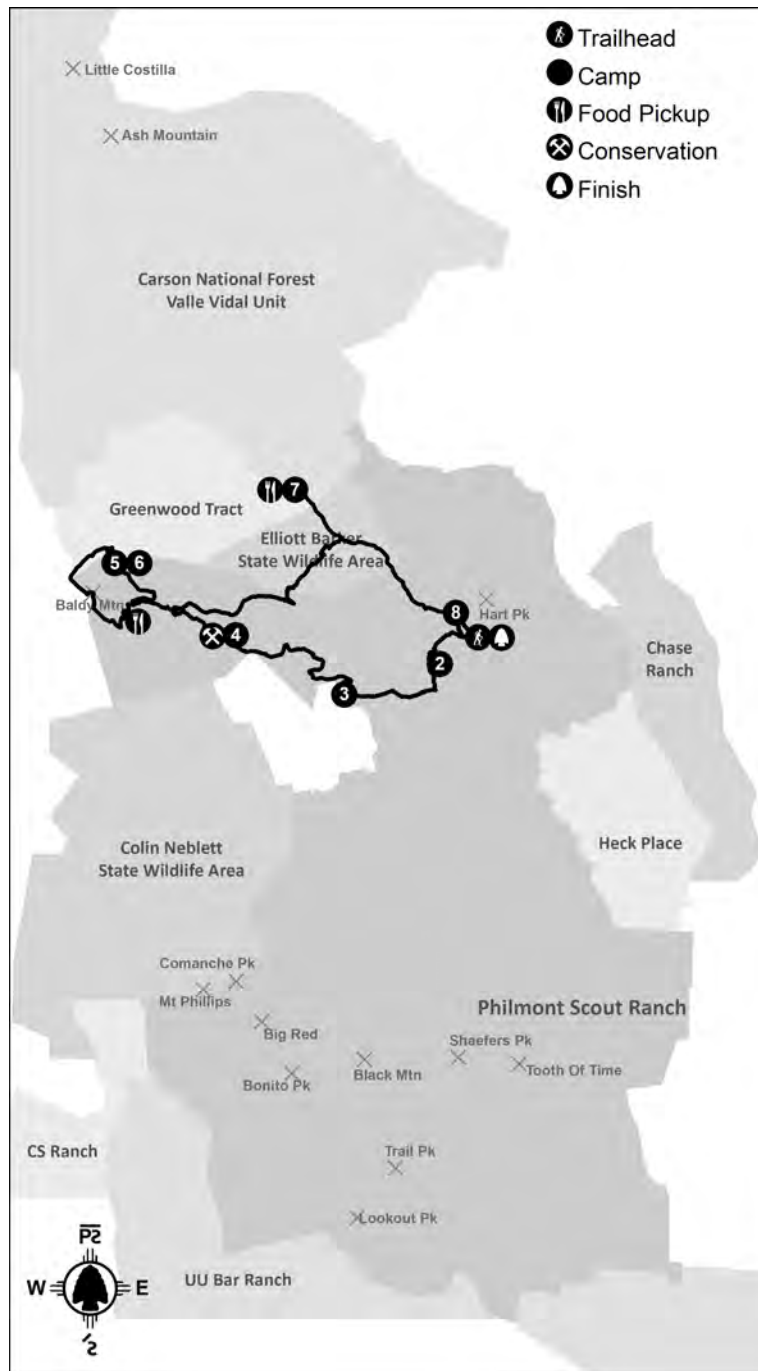 Trailhead
Camp
Food Pickup
Conservation
Finish
Little Costilla
Ash Mountain
Carson National Forest
Valle Vidal Unit
7
Greenwood Tract
Elliott Barker
State Wildlife Area
5 6
Baldy Mtn
8
Hart Pk
4
2
3
Chase
Ranch
Heck Place
Colin Neblett
State Wildlife Area
Comanche Pk
Mt Phillips
Philmont Scout Ranch
Big Red
Shaefers Pk
Black Mtn
Tooth Of Time
Bonito Pk
CS Ranch
Trail Pk
Lookout Pk
UU Bar Ranch
W E